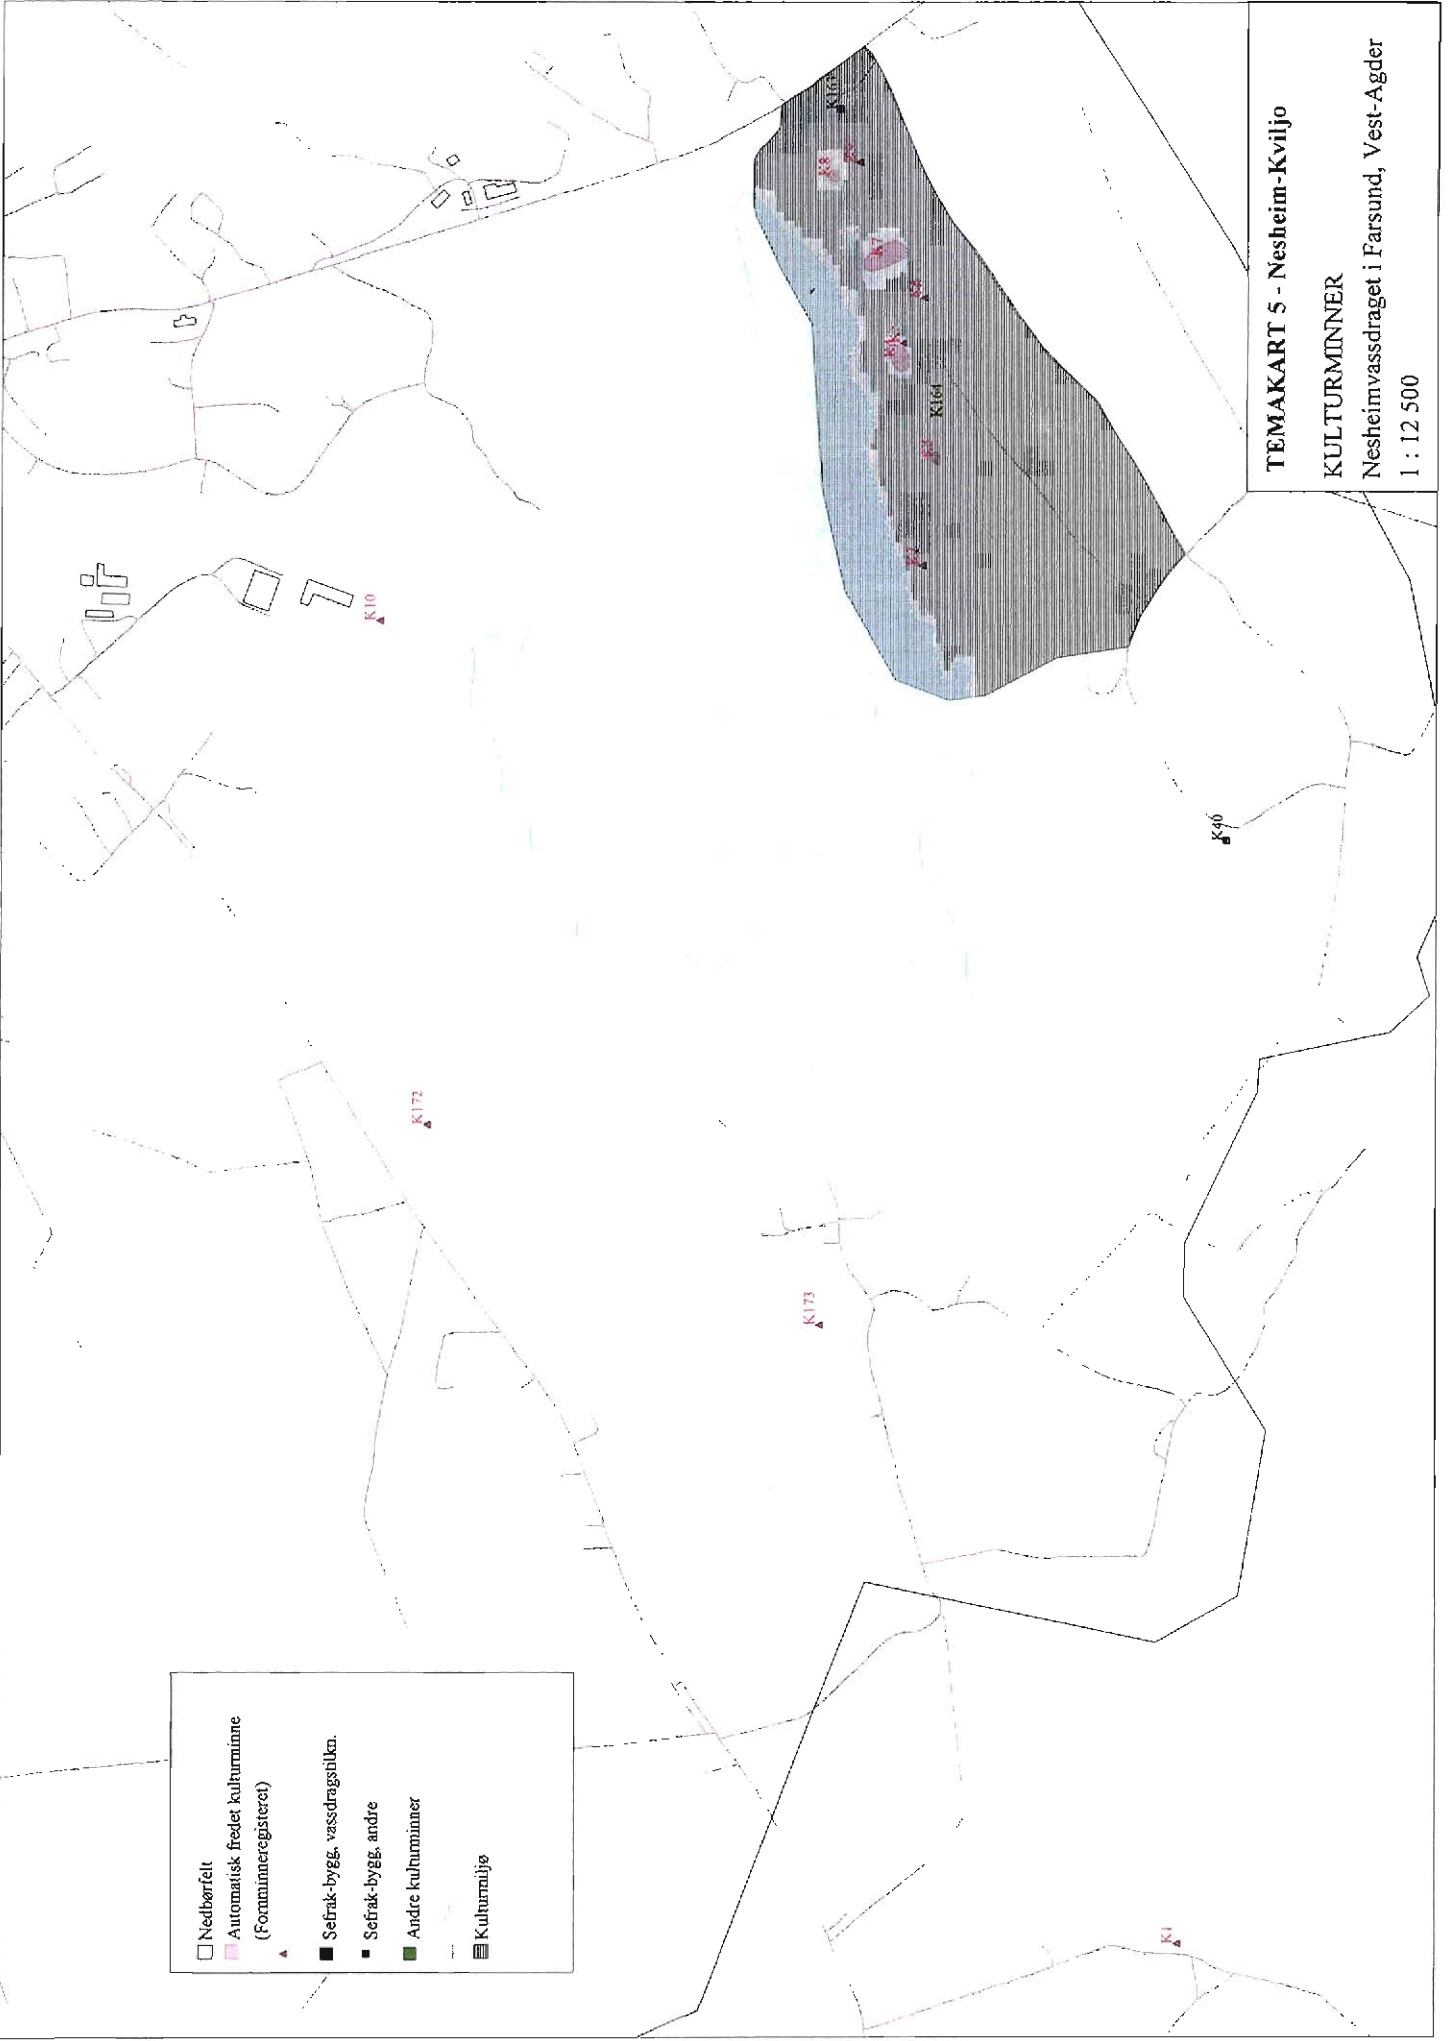 TEMAKART 5 - Nesheim-Kviljo
KULTURMINNER
Nesheimvassdraget i Farsund, Vest-Agder
1 : 12 500
Nedbørfelt
Automatisk fredet kulturminne
(Fornminneregisteret)
Sefrak-bygg, vassdragstilkn.
Sefrak-bygg, andre
Andre kulturminner
Kulturmiljø
K10
K172
K173
K1
K40
K164
K8
K7